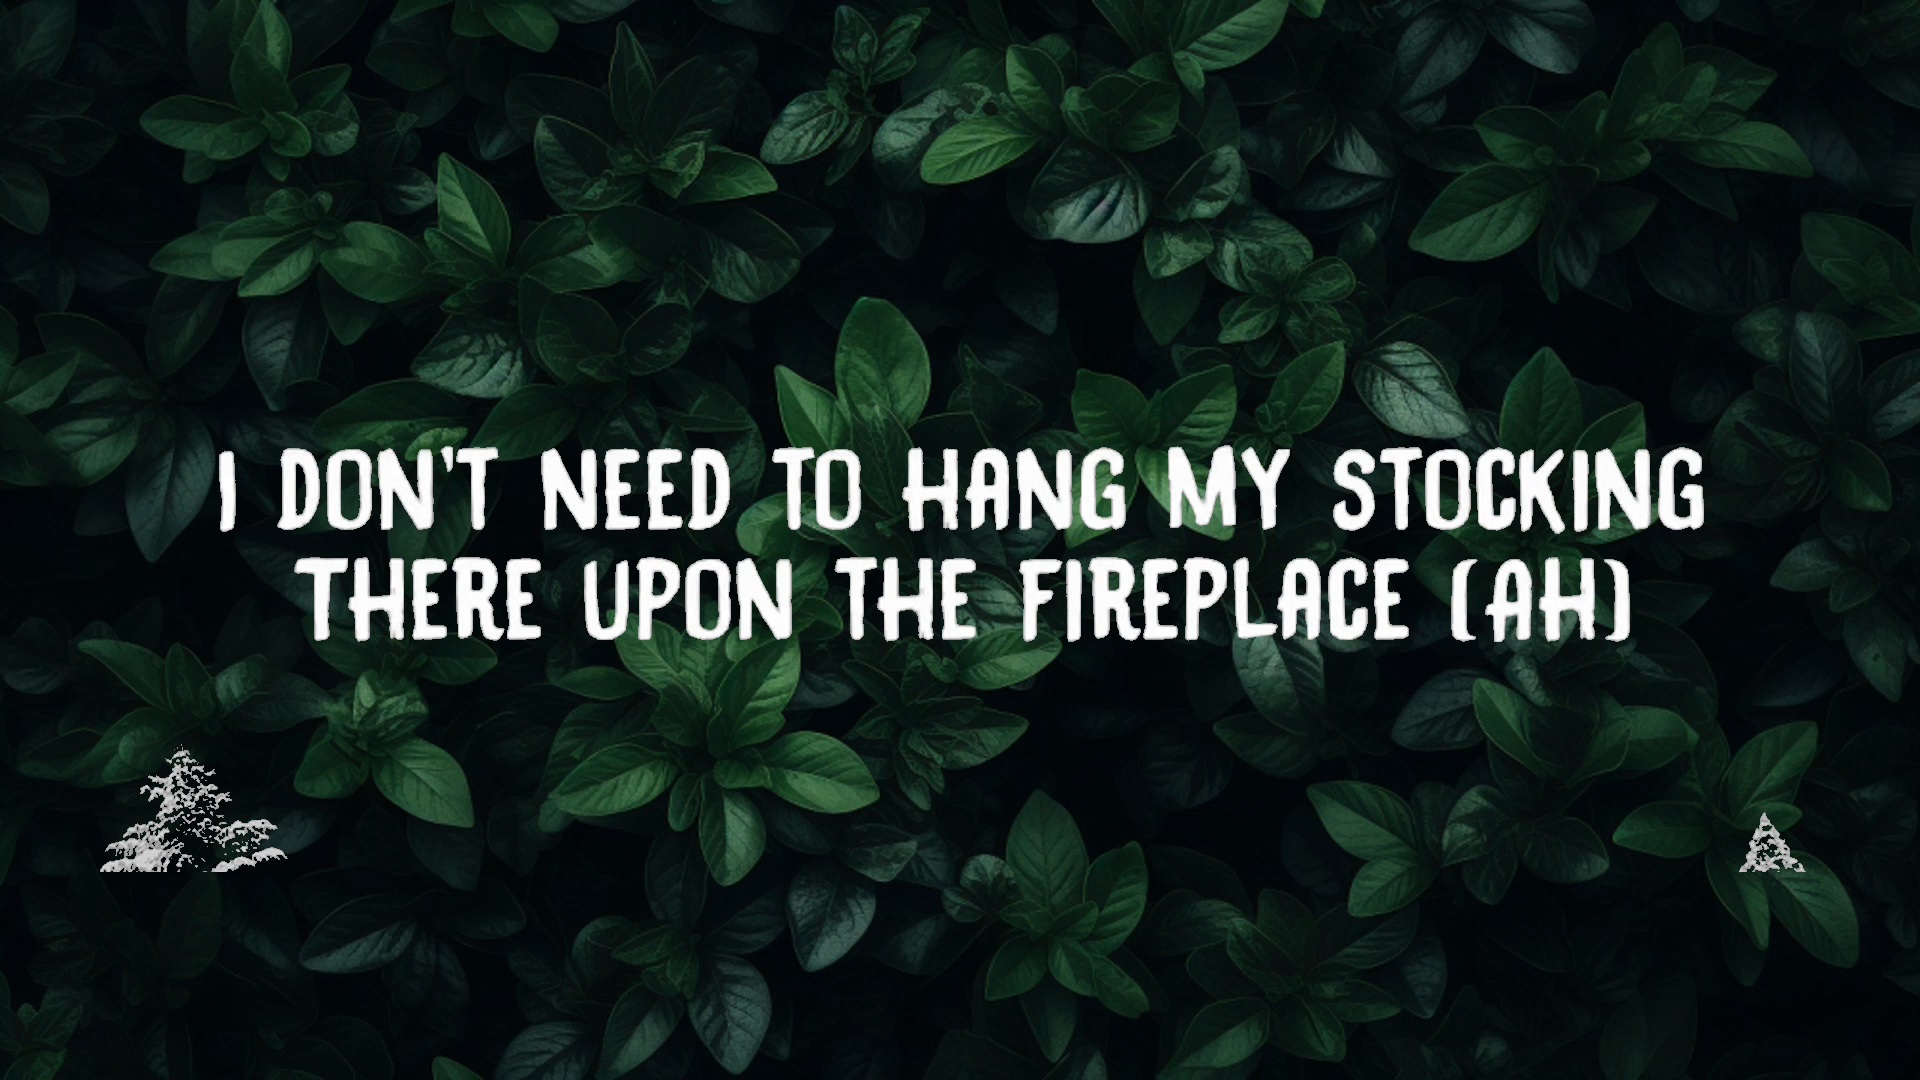 I DON'T NEED TO HANG MY STOCKING
THERE UPON THE FIREPLACE (AH)